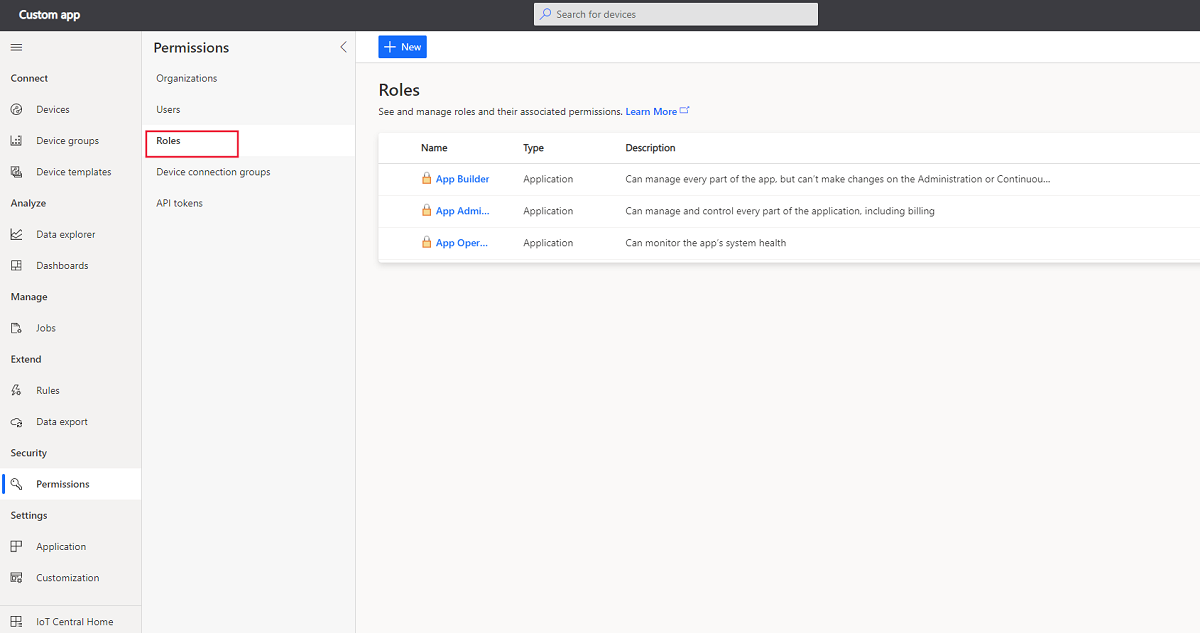 Custom app
Search for devices
Connect
Devices
Device groups
Device templates
Analyze
Data explorer
Dashboards
Manage
Jobs
Extend
Rules
Data export
Security
Permissions
Settings
Application
Customization
IoT Central Home
Permissions
Organizations
Users
Roles
Device connection groups
API tokens
New
Roles
See and manage roles and their associated permissions. Learn More
Name Type Description
App Builder Application Can manage every part of the app, but can't make changes on the Administration or Continuou...
App Admi... Application Can manage and control every part of the application, including billing
App Oper... Application Can monitor the app's system health